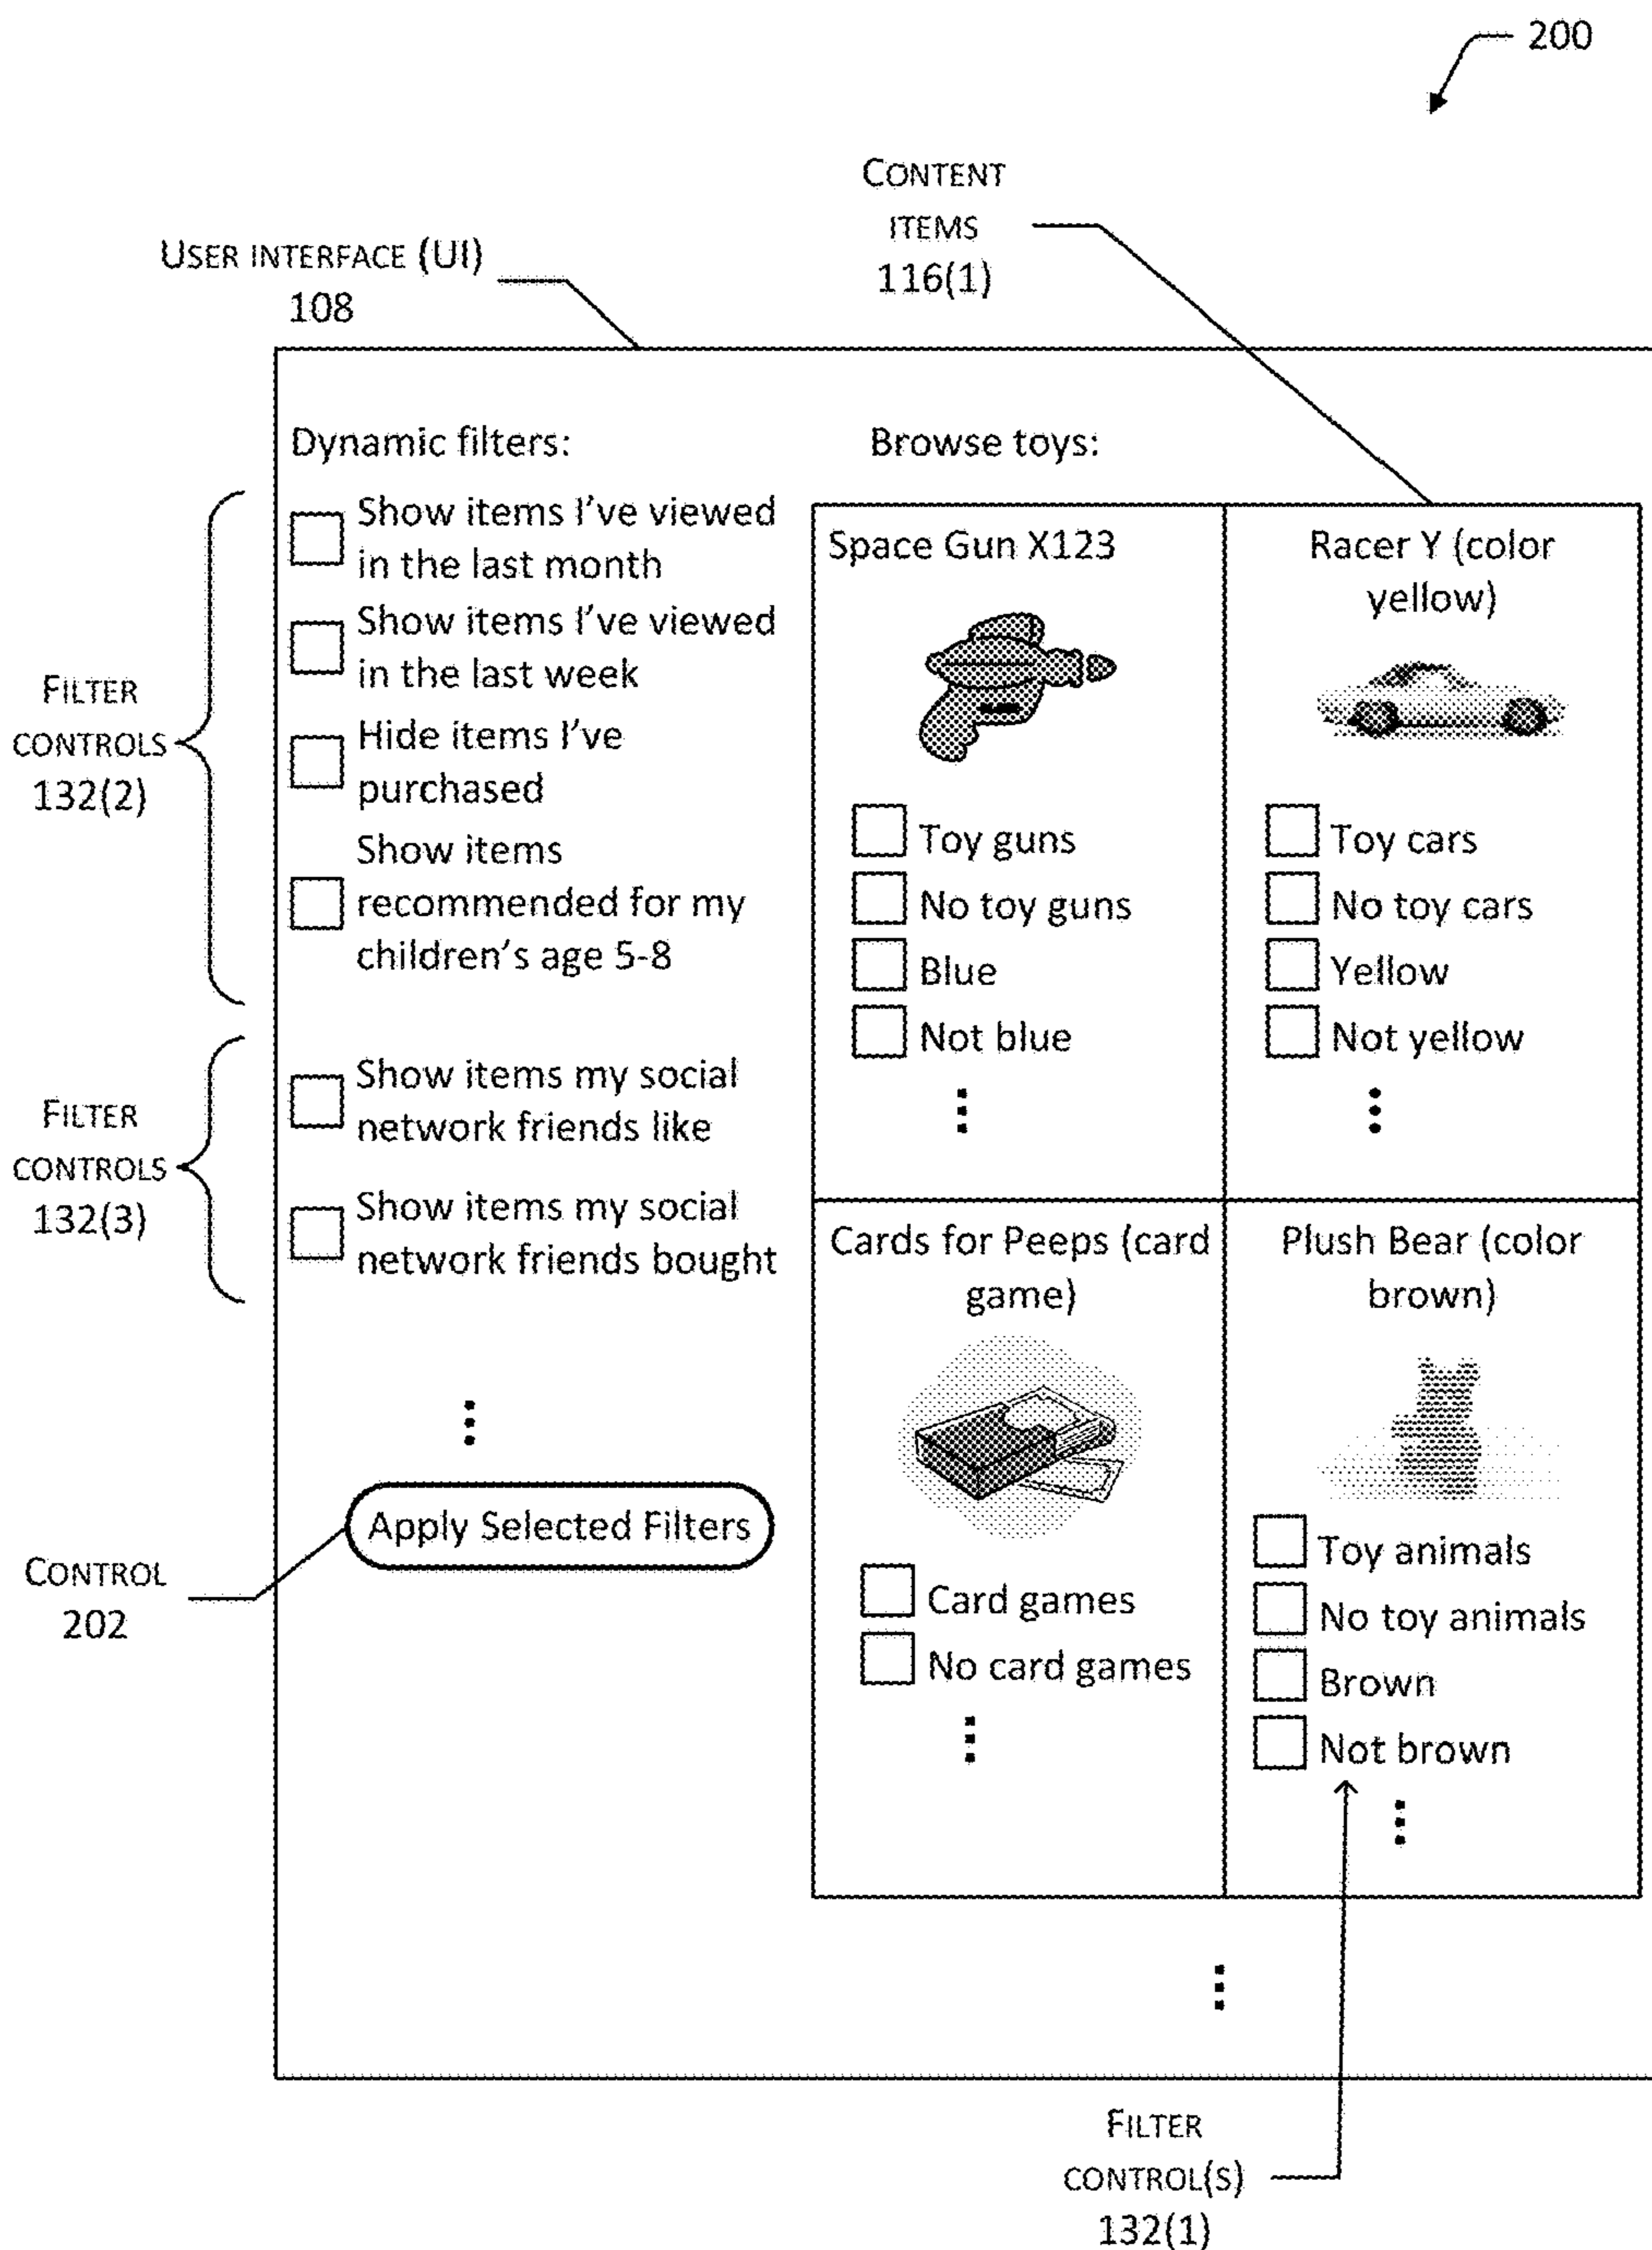 200
CONTENT
ITEMS
116(1)
USER INTERFACE (UI)
108
Dynamic filters:
Show items I've viewed
in the last month
Show items I've viewed
in the last week
Hide items I've
purchased
Show items
recommended for my
children's age 5-8
FILTER
CONTROLS
132(2)
Show items my social
network friends like
Show items my social
network friends bought
FILTER
CONTROLS
132(3)
Apply Selected Filters
CONTROL
202
Browse toys:
Space Gun X123
Toy guns
No toy guns
Blue
Not blue
Racer Y (color
yellow)
Toy cars
No toy cars
Yellow
Not yellow
Cards for Peeps (card
game)
Card games
No card games
Plush Bear (color
brown)
Toy animals
No toy animals
Brown
Not brown
FILTER
CONTROL(S)
132(1)